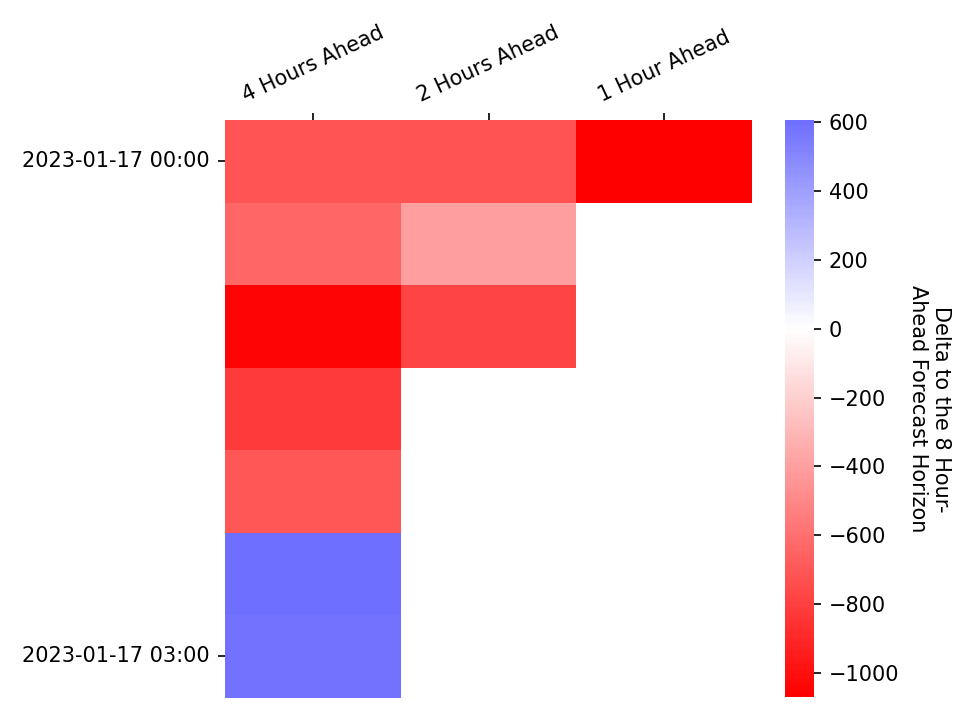 4 Hours Ahead
2 Hours Ahead
1 Hour Ahead
2023-01-17 00:00
2023-01-17 03:00
600
400
200
0
−200
−400
−600
−800
−1000
Delta to the 8 Hour-
Ahead Forecast Horizon